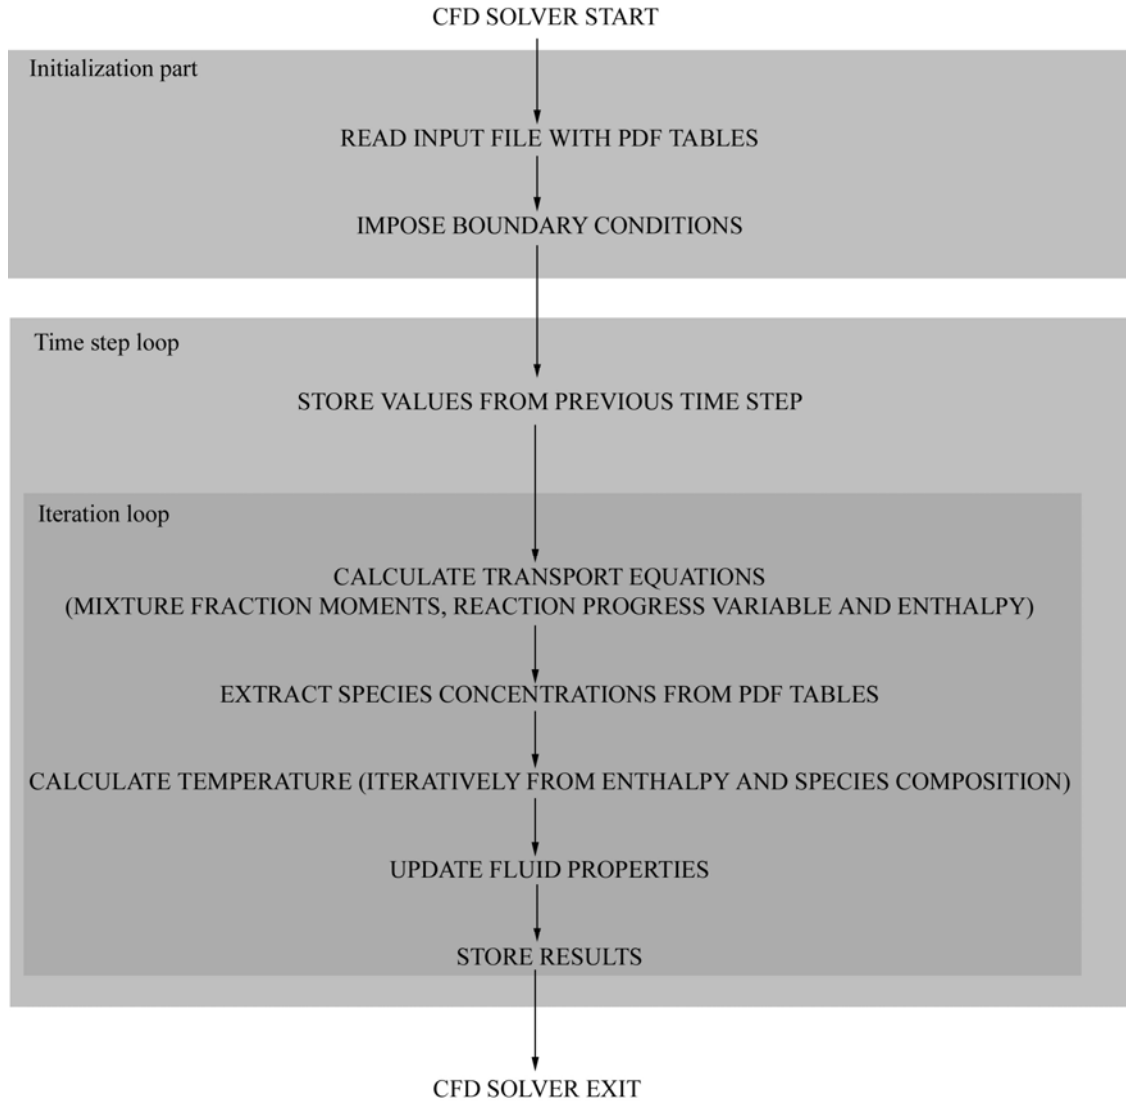 CFD SOLVER START
Initialization part
READ INPUT FILE WITH PDF TABLES
IMPOSE BOUNDARY CONDITIONS
Time step loop
STORE VALUES FROM PREVIOUS TIME STEP
Iteration loop
CALCULATE TRANSPORT EQUATIONS
(MIXTURE FRACTION MOMENTS, REACTION PROGRESS VARIABLE AND ENTHALPY)
EXTRACT SPECIES CONCENTRATIONS FROM PDF TABLES
CALCULATE TEMPERATURE (ITERATIVELY FROM ENTHALPY AND SPECIES COMPOSITION)
UPDATE FLUID PROPERTIES
STORE RESULTS
CFD SOLVER EXIT